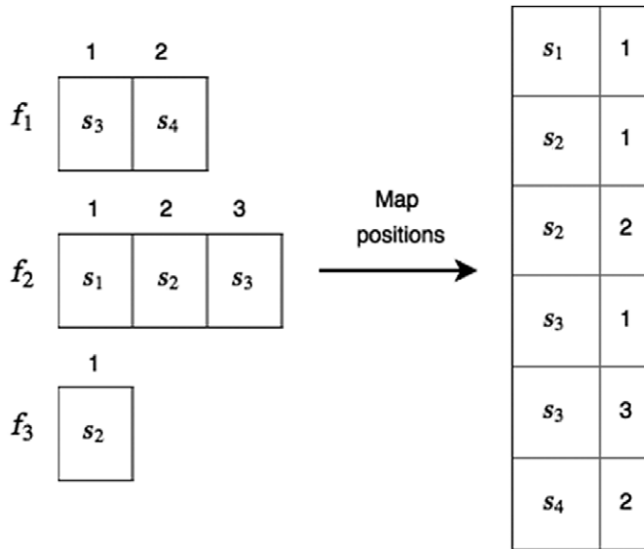 1 2
f₁ s₃ s₄
1 2 3
f₂ s₁ s₂ s₃
1
f₃ s₂
Map
positions
s₁ 1
s₂ 1
s₂ 2
s₃ 1
s₃ 3
s₄ 2